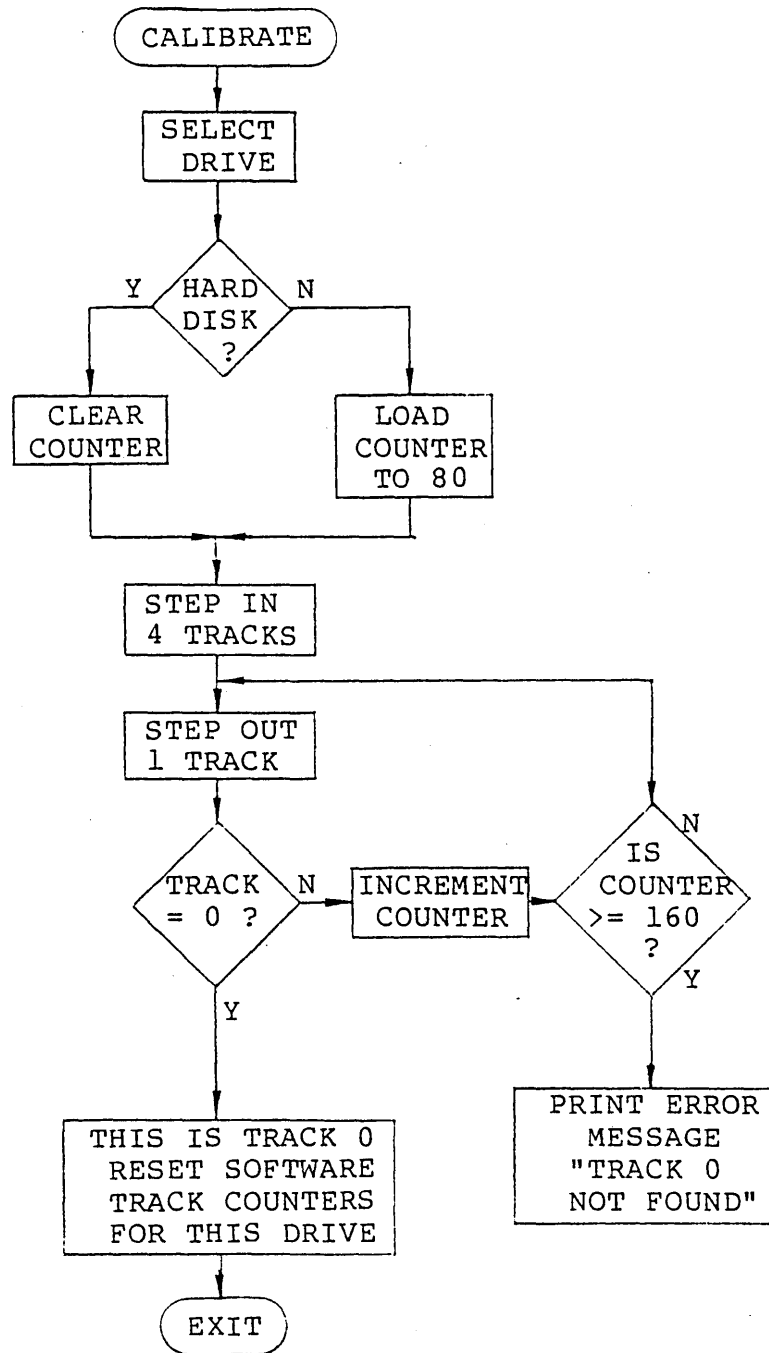 CALIBRATE
SELECT
DRIVE
Y
HARD
DISK
?
N
CLEAR
COUNTER
LOAD
COUNTER
TO 80
STEP IN
4 TRACKS
STEP OUT
1 TRACK
TRACK
= 0 ?
N
Y
INCREMENT
COUNTER
IS
COUNTER
>= 160
?
N
Y
THIS IS TRACK 0
RESET SOFTWARE
TRACK COUNTERS
FOR THIS DRIVE
PRINT ERROR
MESSAGE
"TRACK 0
NOT FOUND"
EXIT